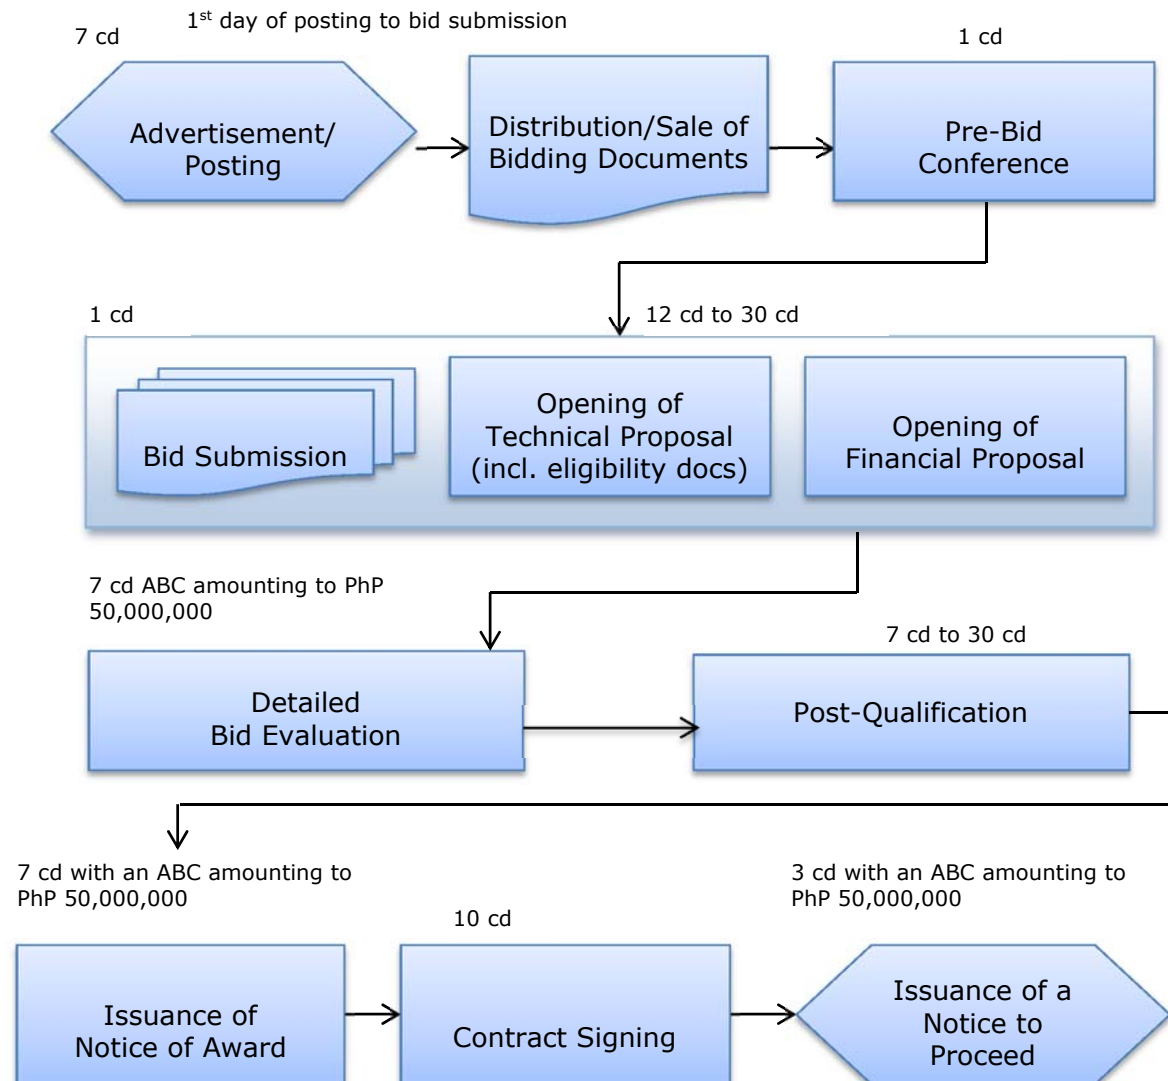 1st day of posting to bid submission
7 cd
1 cd
Advertisement/
Posting
Distribution/Sale of
Bidding Documents
Pre-Bid
Conference
1 cd
12 cd to 30 cd
Bid Submission
Opening of
Technical Proposal
(incl. eligibility docs)
Opening of
Financial Proposal
7 cd ABC amounting to PhP
50,000,000
7 cd to 30 cd
Detailed
Bid Evaluation
Post-Qualification
7 cd with an ABC amounting to
PhP 50,000,000
10 cd
3 cd with an ABC amounting to
PhP 50,000,000
Issuance of
Notice of Award
Contract Signing
Issuance of a
Notice to
Proceed